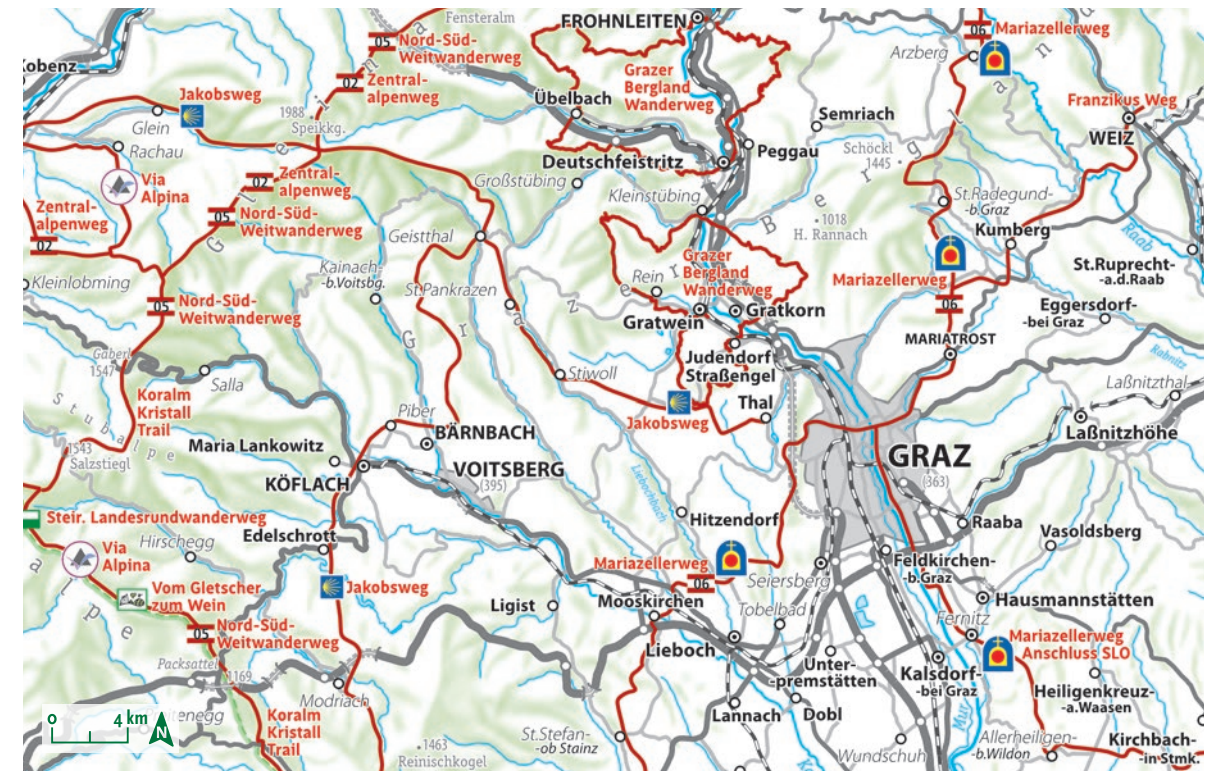 FROHNLEITEN
Fensteralm
05
Nord-Süd-
Weitwanderweg
06
Mariazellerweg
Arzberg
Kobenz
02
Zentral-
alpenweg
Grazer
Bergland
Wanderweg
Jakobsweg
Glein
Übelbach
1988
Speikkg.
Semriach
Franzikus Weg
WEIZ
Rachau
Deutschfeistritz
Peggau
Schöckl
1445
Via
Alpina
02
Zentral-
alpenweg
Großstübing
Kleinstübing
St.Radegund-
-b.Graz
Zentral-
alpenweg
02
05
Nord-Süd-
Weitwanderweg
Geistthal
1018
H. Rannach
Kumberg
Raab
Kleinlobming
Kainach-
-b.Voitsbg.
Rein
Grazer
Bergland
Wanderweg
Mariazellerweg
06
St.Ruprecht-
-a.d.Raab
05
Nord-Süd-
Weitwanderweg
St.Pankrazen
Gratwein
Gratkorn
Eggersdorf-
-bei Graz
MARIATROST
Gaberl
1547
Salla
Judendorf
Straßengel
Rabnitz
Laßnitzthal
Stubalpe
Gleinalpe
Grazer Bergland
Koralm
Kristall
Trail
Stiwoll
Piber
Jakobsweg
Thal
BÄRNBACH
Laßnitzhöhe
1543
Salzstiegl
Maria Lankowitz
VOITSBERG
(395)
GRAZ
(363)
KÖFLACH
Liebochbach
Steir. Landesrundwanderweg
Hitzendorf
Raaba
Vasoldsberg
Edelschrott
Hirschegg
Via
Alpina
Mariazellerweg
06
Feldkirchen-
-b.Graz
Seiersberg
Jakobsweg
Vom Gletscher
zum Wein
Ligist
Mooskirchen
Tobelbad
Hausmannstätten
Fernitz
05
Nord-Süd-
Weitwanderweg
Lieboch
Mariazellerweg
Anschluss SLO
Packsattel
1169
Unter-
-premstätten
Kalsdorf-
-bei Graz
Modriach
Heiligenkreuz-
-a.Waasen
Koralm
Kristall
Trail
0 4 km
N
Lannach
Dobl
Mur
St.Stefan-
-ob Stainz
1463
Reinischkogel
Wundschuh
Allerheiligen-
-b.Wildon
Kirchbach-
-in Stmk.